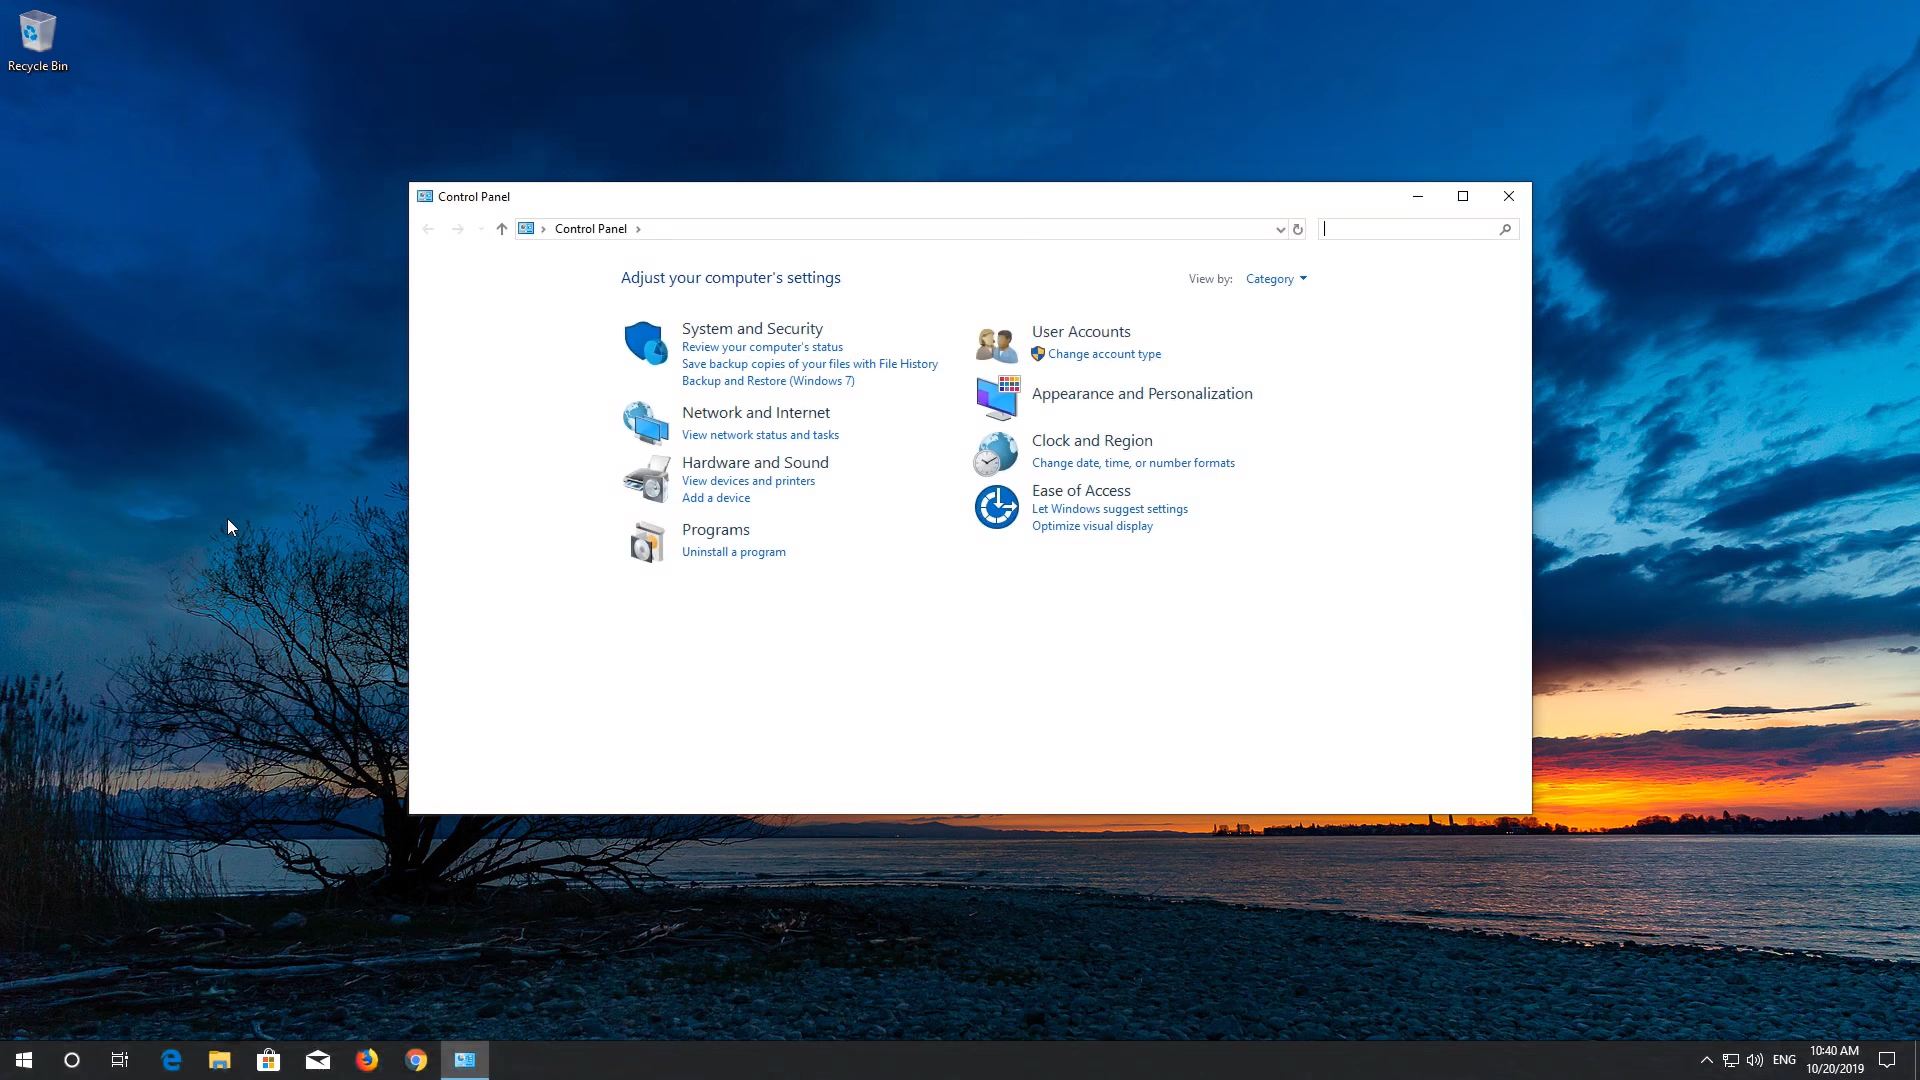 Recycle Bin
Control Panel
Control Panel
Adjust your computer's settings
View by: Category
System and Security
Review your computer's status
Save backup copies of your files with File History
Backup and Restore (Windows 7)
Network and Internet
View network status and tasks
Hardware and Sound
View devices and printers
Add a device
Programs
Uninstall a program
User Accounts
Change account type
Appearance and Personalization
Clock and Region
Change date, time, or number formats
Ease of Access
Let Windows suggest settings
Optimize visual display
ENG
10:40 AM
10/20/2019